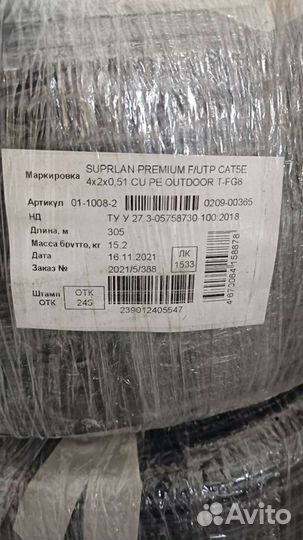 Маркировка SUPRLAN PREMIUM F/UTP CAT5E
4x2x0,51 CU PE OUTDOOR T-FG8
Артикул 01-1008-2 0209-00365
НД ТУ У 27.3-05758730-100:2018
Длина, м 305
Масса брутто, кг 15.2
Дата 16.11.2021
Заказ № 2021/5/388
ЛК
1533
Штамп ОТК ОТК
245
239012405547
4670064158878
Avito